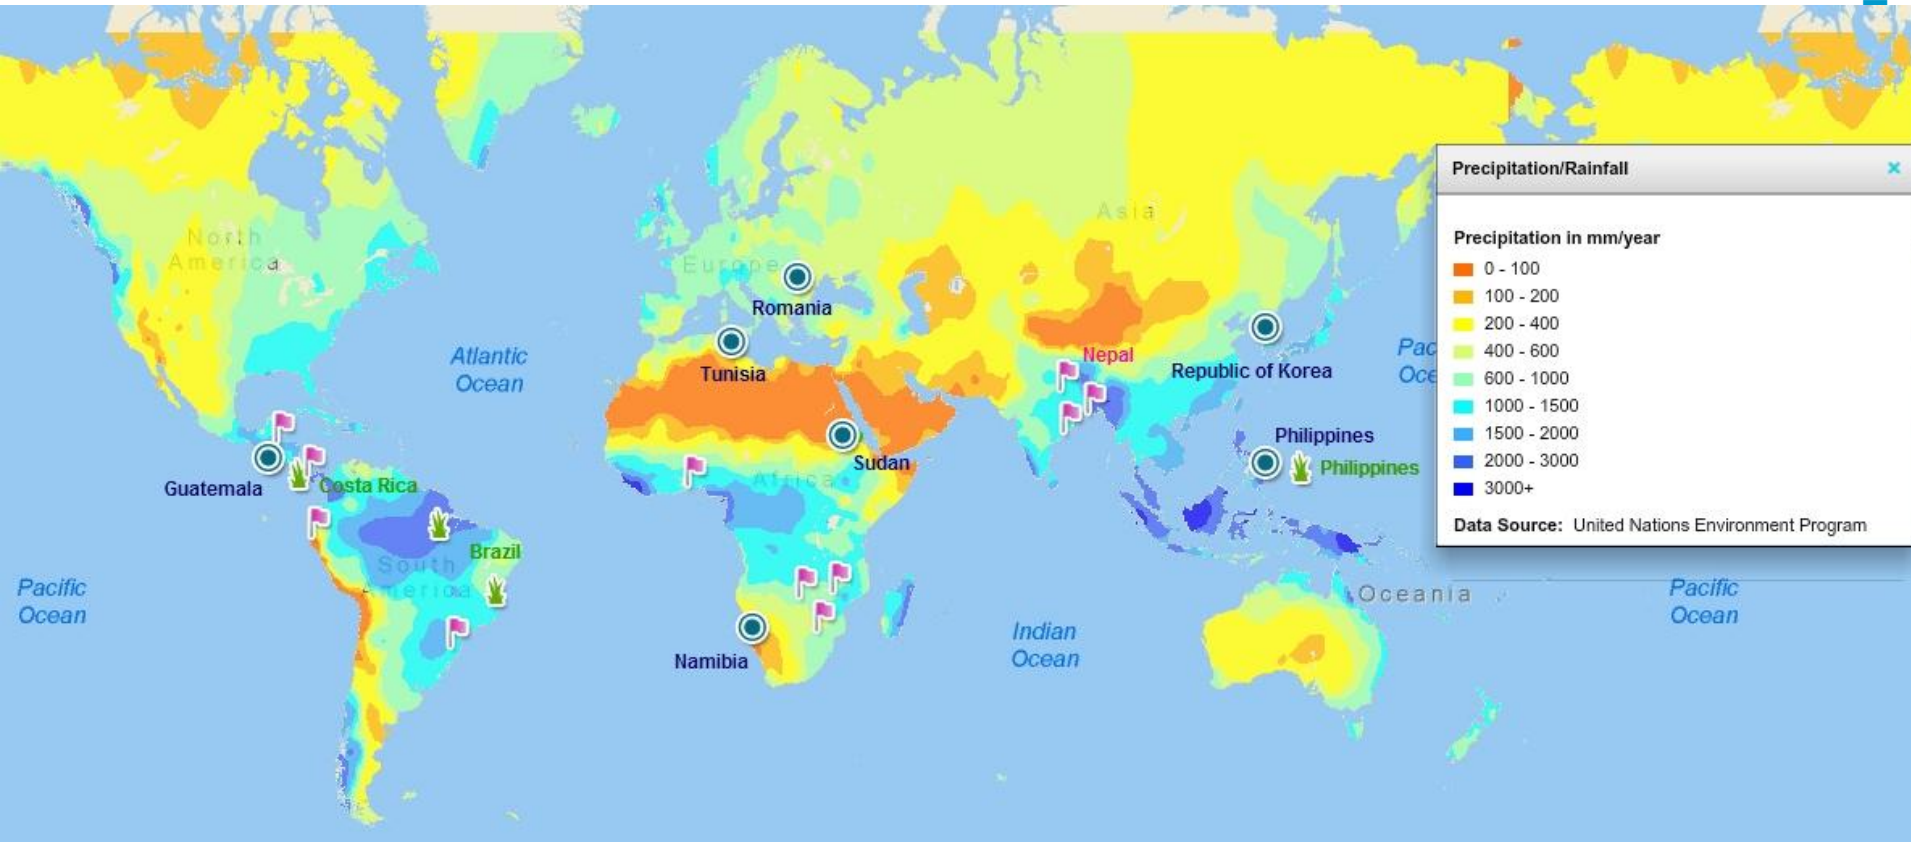 North
America
Atlantic
Ocean
Pacific
Ocean
Guatemala
Costa Rica
Brazil
South
America
Europe
Romania
Tunisia
Africa
Sudan
Namibia
Asia
Nepal
Republic of Korea
Philippines
Philippines
Indian
Ocean
Oceania
Pac
Oce
Pacific
Ocean
Precipitation/Rainfall
×
Precipitation in mm/year
0 - 100
100 - 200
200 - 400
400 - 600
600 - 1000
1000 - 1500
1500 - 2000
2000 - 3000
3000+
Data Source: United Nations Environment Program